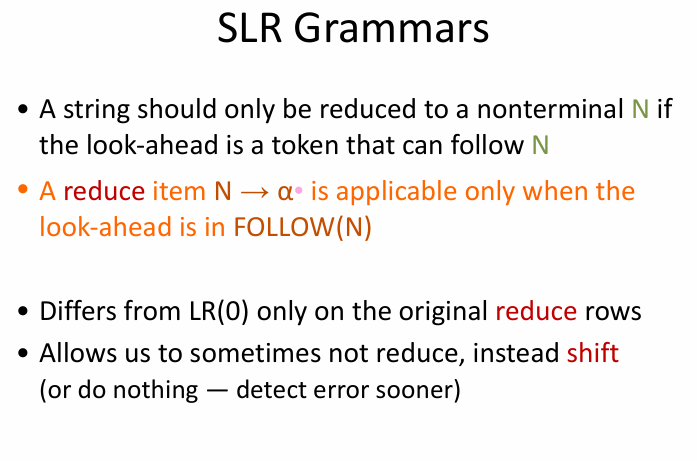 SLR Grammars
• A string should only be reduced to a nonterminal N if
the look-ahead is a token that can follow N
• A reduce item N → α• is applicable only when the
look-ahead is in FOLLOW(N)
• Differs from LR(0) only on the original reduce rows
• Allows us to sometimes not reduce, instead shift
(or do nothing — detect error sooner)